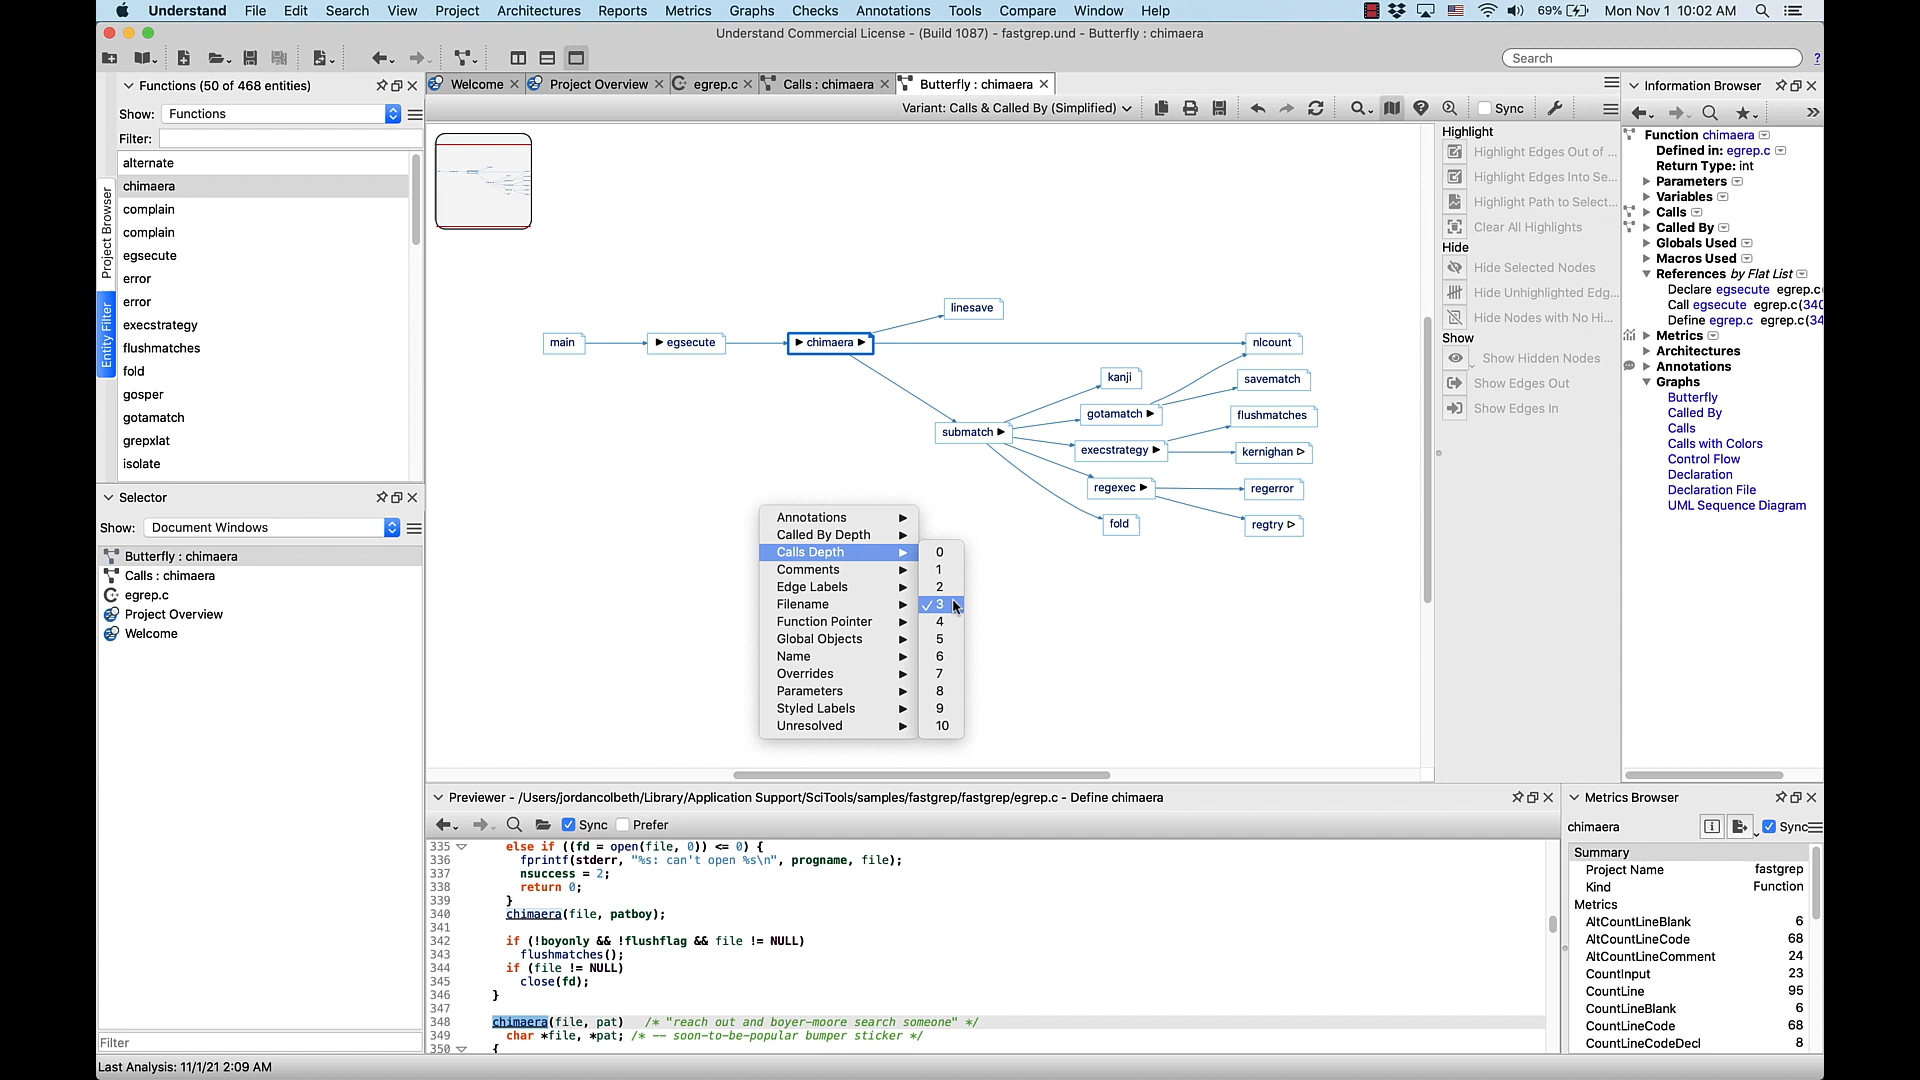 Understand File Edit Search View Project Architectures Reports Metrics Graphs Checks Annotations Tools Compare Window Help 69% Mon Nov 1 10:02 AM
Understand Commercial License - (Build 1087) - fastgrep.und - Butterfly : chimaera
Search ?
Functions (50 of 468 entities)
Show: Functions
Filter:
alternate
chimaera
complain
complain
egsecute
error
error
execstrategy
flushmatches
fold
gosper
gotamatch
grepxlat
isolate
Project Browser
Entity Filter
Selector
Show: Document Windows
Butterfly : chimaera
Calls : chimaera
egrep.c
Project Overview
Welcome
Filter
Last Analysis: 11/1/21 2:09 AM
Welcome Project Overview egrep.c Calls : chimaera Butterfly : chimaera
Variant: Calls & Called By (Simplified) Sync
linesave
main egsecute chimaera nlcount
kanji savematch
gotamatch flushmatches
submatch
execstrategy kernighan
regexec regerror
fold regtry
Annotations
Called By Depth
Calls Depth
Comments
Edge Labels
Filename
Function Pointer
Global Objects
Name
Overrides
Parameters
Styled Labels
Unresolved
0
1
2
✓ 3
4
5
6
7
8
9
10
Highlight
Highlight Edges Out of ...
Highlight Edges Into Se...
Highlight Path to Select...
Clear All Highlights
Hide
Hide Selected Nodes
Hide Unhighlighted Edg...
Hide Nodes with No Hi...
Show
Show Hidden Nodes
Show Edges Out
Show Edges In
Information Browser
Function chimaera
Defined in: egrep.c
Return Type: int
Parameters
Variables
Calls
Called By
Globals Used
Macros Used
References by Flat List
Declare egsecute egrep.c(
Call egsecute egrep.c(340
Define egrep.c egrep.c(34
Metrics
Architectures
Annotations
Graphs
Butterfly
Called By
Calls
Calls with Colors
Control Flow
Declaration
Declaration File
UML Sequence Diagram
Previewer - /Users/jordancolbeth/Library/Application Support/SciTools/samples/fastgrep/fastgrep/egrep.c - Define chimaera
Sync Prefer
335 else if ((fd = open(file, 0)) <= 0) {
336 fprintf(stderr, "%s: can't open %s\n", progname, file);
337 nsuccess = 2;
338 return 0;
339 }
340 chimaera(file, patboy);
341
342 if (!boyonly && !flushflag && file != NULL)
343 flushmatches();
344 if (file != NULL)
345 close(fd);
346 }
347
348 chimaera(file, pat) /* "reach out and boyer-moore search someone" */
349 char *file, *pat; /* -- soon-to-be-popular bumper sticker */
350 {
Metrics Browser
chimaera Sync
Summary
Project Name fastgrep
Kind Function
Metrics
AltCountLineBlank 6
AltCountLineCode 68
AltCountLineComment 24
CountInput 23
CountLine 95
CountLineBlank 6
CountLineCode 68
CountLineCodeDecl 8